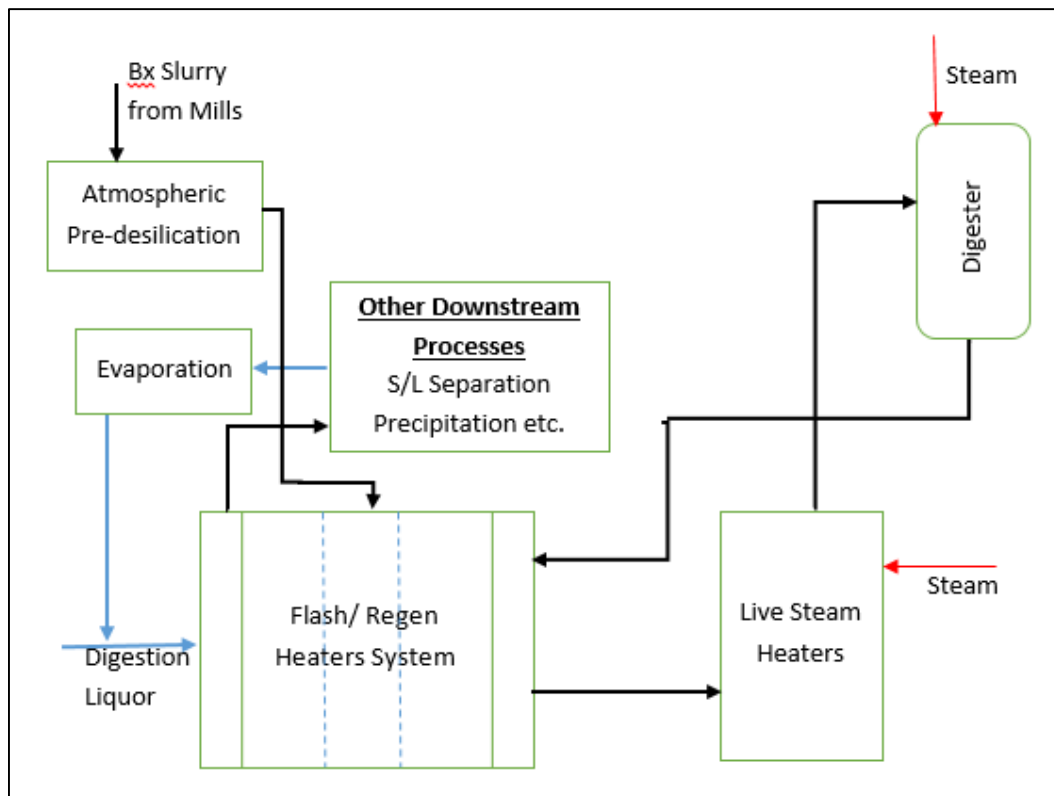 Bx Slurry
from Mills
Steam
Atmospheric
Pre-desilication
Digester
Other Downstream
Processes
S/L Separation
Precipitation etc.
Evaporation
Flash/ Regen
Heaters System
Live Steam
Heaters
Steam
Digestion
Liquor